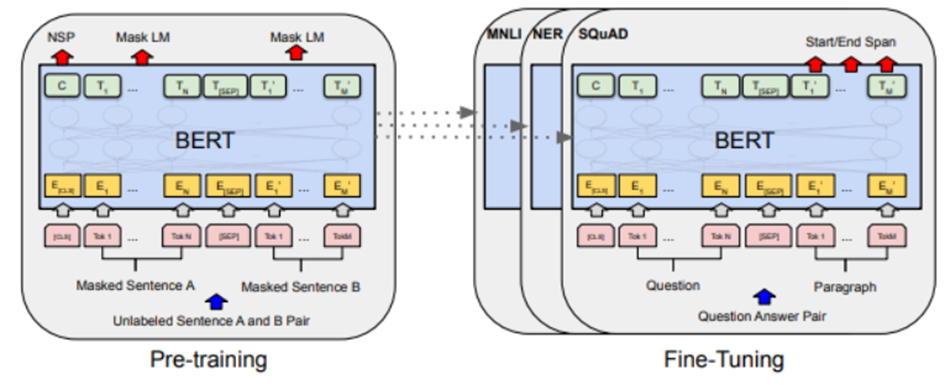 NSP Mask LM Mask LM
C T1 ... TN T[SEP] T1' ... TM'
BERT
E[CLS] E1 ... EN E[SEP] E1' ... EM'
[CLS] Tok 1 ... Tok N [SEP] Tok 1 ... TokM
Masked Sentence A Masked Sentence B
Unlabeled Sentence A and B Pair
Pre-training
MNLI NER SQuAD
Start/End Span
C T1 ... TN T[SEP] T1' ... TM'
BERT
E[CLS] E1 ... EN E[SEP] E1' ... EM'
[CLS] Tok 1 ... Tok N [SEP] Tok 1 ... TokM
Question Paragraph
Question Answer Pair
Fine-Tuning